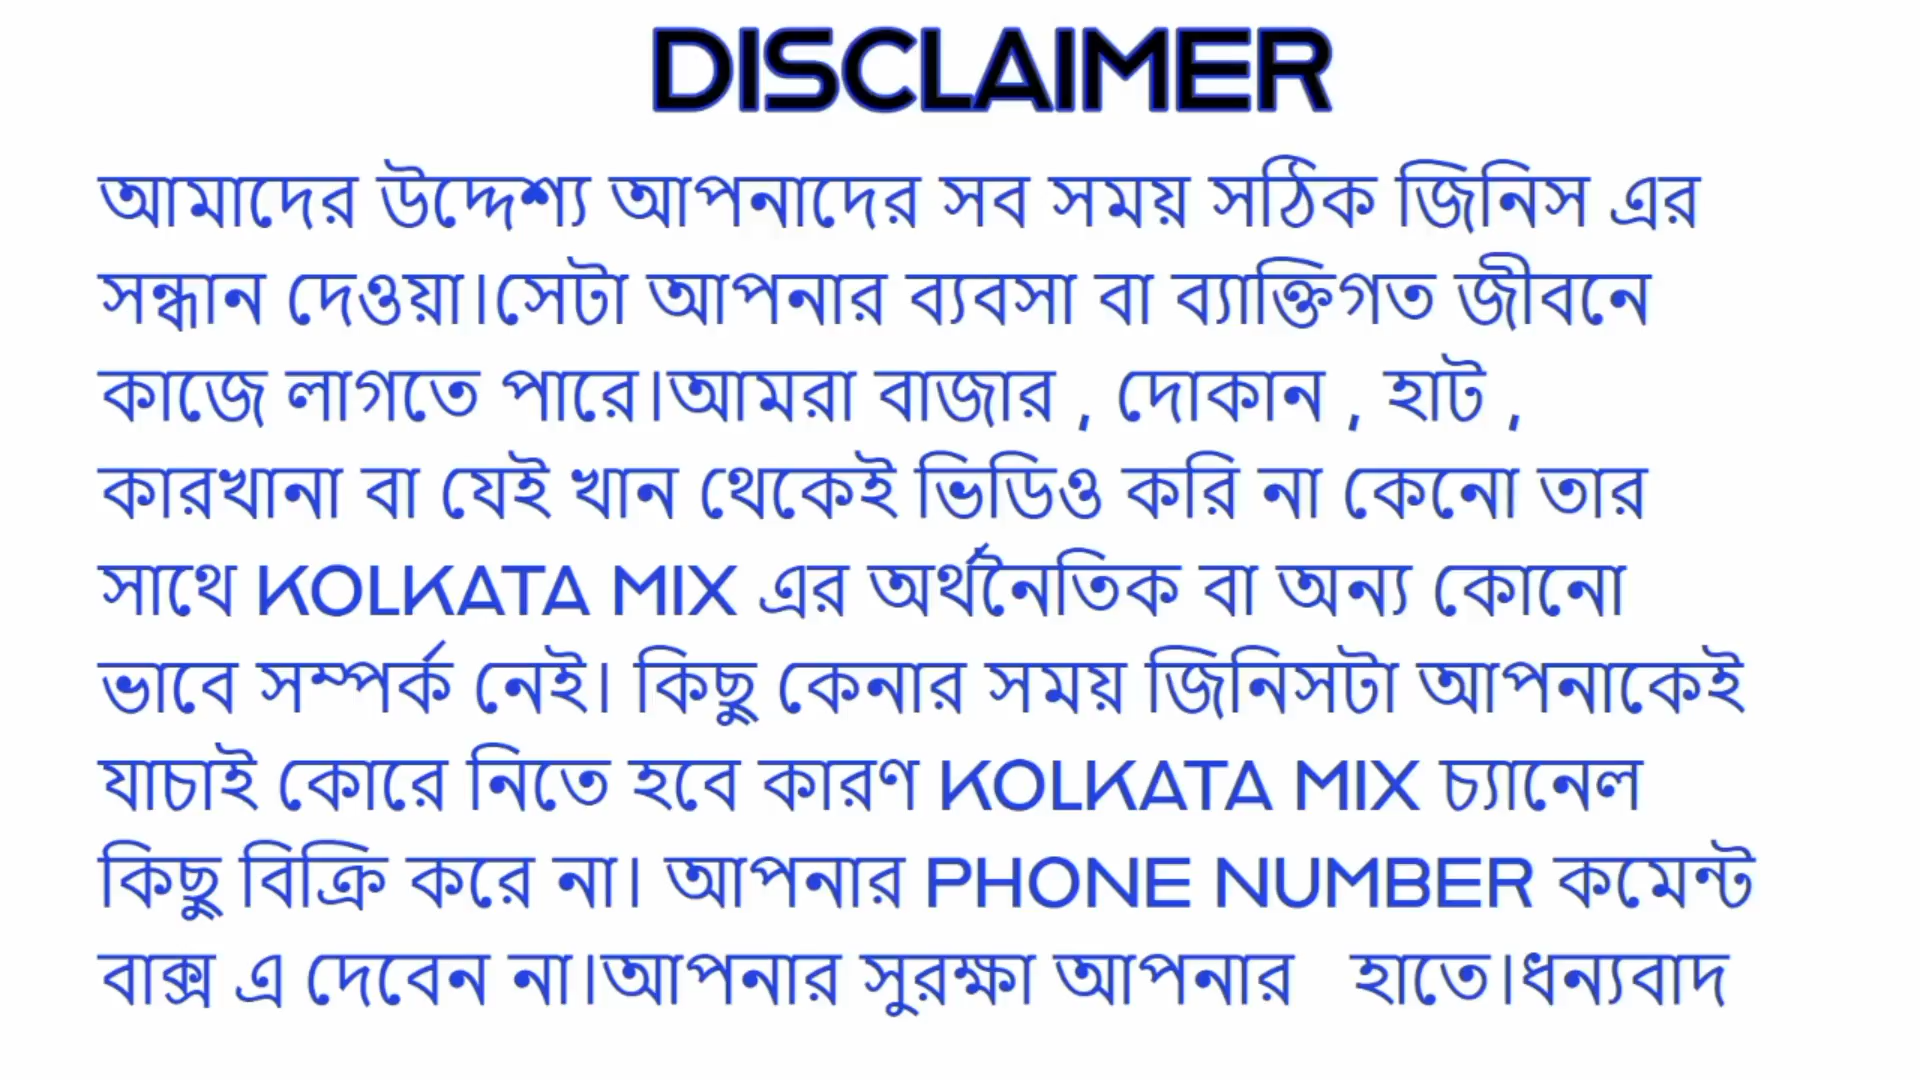 DISCLAIMER
আমাদের উদ্দেশ্য আপনাদের সব সময় সঠিক জিনিস এর
সন্ধান দেওয়া।সেটা আপনার ব্যবসা বা ব্যাক্তিগত জীবনে
কাজে লাগতে পারে।আমরা বাজার , দোকান , হাট ,
কারখানা বা যেই খান থেকেই ভিডিও করি না কেনো তার
সাথে KOLKATA MIX এর অর্থনৈতিক বা অন্য কোনো
ভাবে সম্পর্ক নেই। কিছু কেনার সময় জিনিসটা আপনাকেই
যাচাই কোরে নিতে হবে কারণ KOLKATA MIX চ্যানেল
কিছু বিক্রি করে না। আপনার PHONE NUMBER কমেন্ট
বাক্স এ দেবেন না।আপনার সুরক্ষা আপনার হাতে।ধন্যবাদ